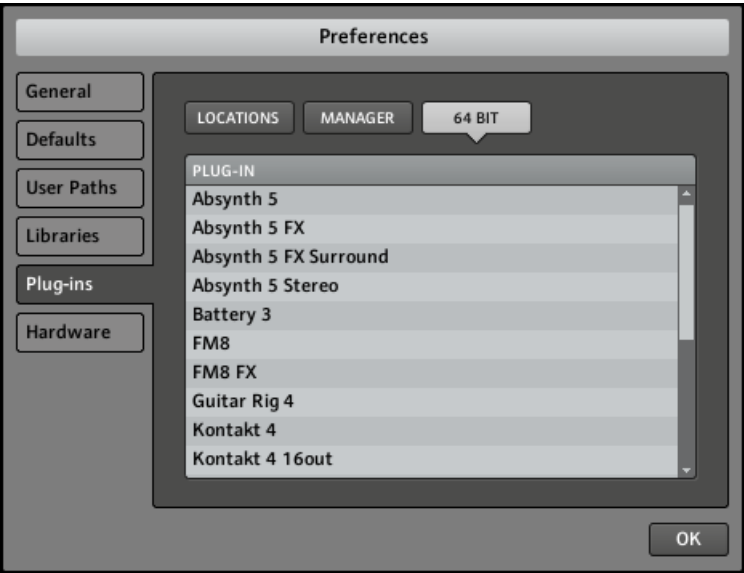 Preferences
General
Defaults
User Paths
Libraries
Plug-ins
Hardware
LOCATIONS MANAGER 64 BIT
PLUG-IN
Absynth 5
Absynth 5 FX
Absynth 5 FX Surround
Absynth 5 Stereo
Battery 3
FM8
FM8 FX
Guitar Rig 4
Kontakt 4
Kontakt 4 16out
OK